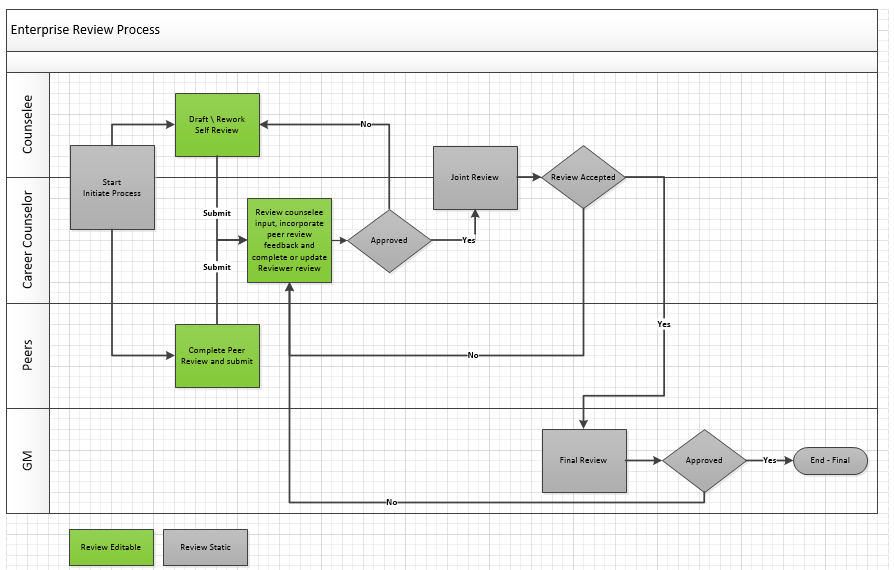 Enterprise Review Process
Counselee
Draft \ Rework
Self Review
No
Start
Initiate Process
Joint Review
Review Accepted
Career Counselor
Submit
Review counselee
input, incorporate
peer review
feedback and
complete or update
Reviewer review
Approved
Yes
Submit
Peers
Complete Peer
Review and submit
No
Yes
GM
Final Review
Approved
Yes
End - Final
No
Review Editable
Review Static